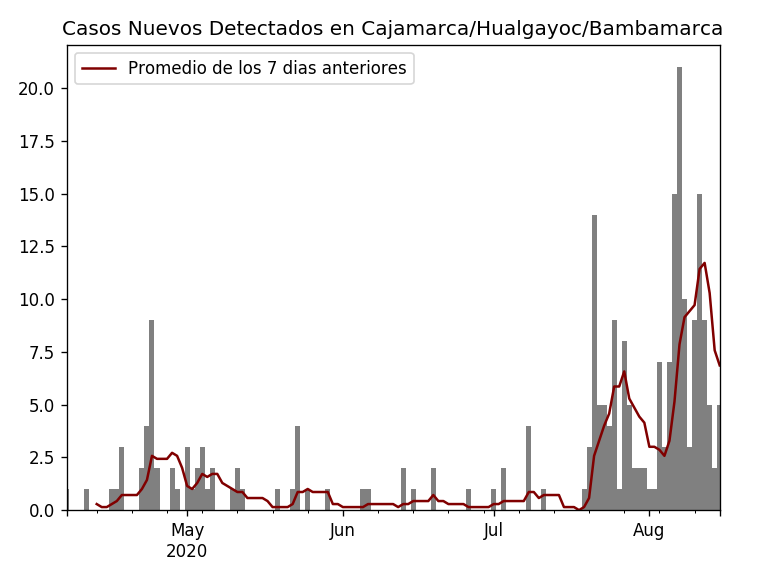 Casos Nuevos Detectados en Cajamarca/Hualgayoc/Bambamarca
Promedio de los 7 dias anteriores
20.0
17.5
15.0
12.5
10.0
7.5
5.0
2.5
0.0
May
2020
Jun
Jul
Aug